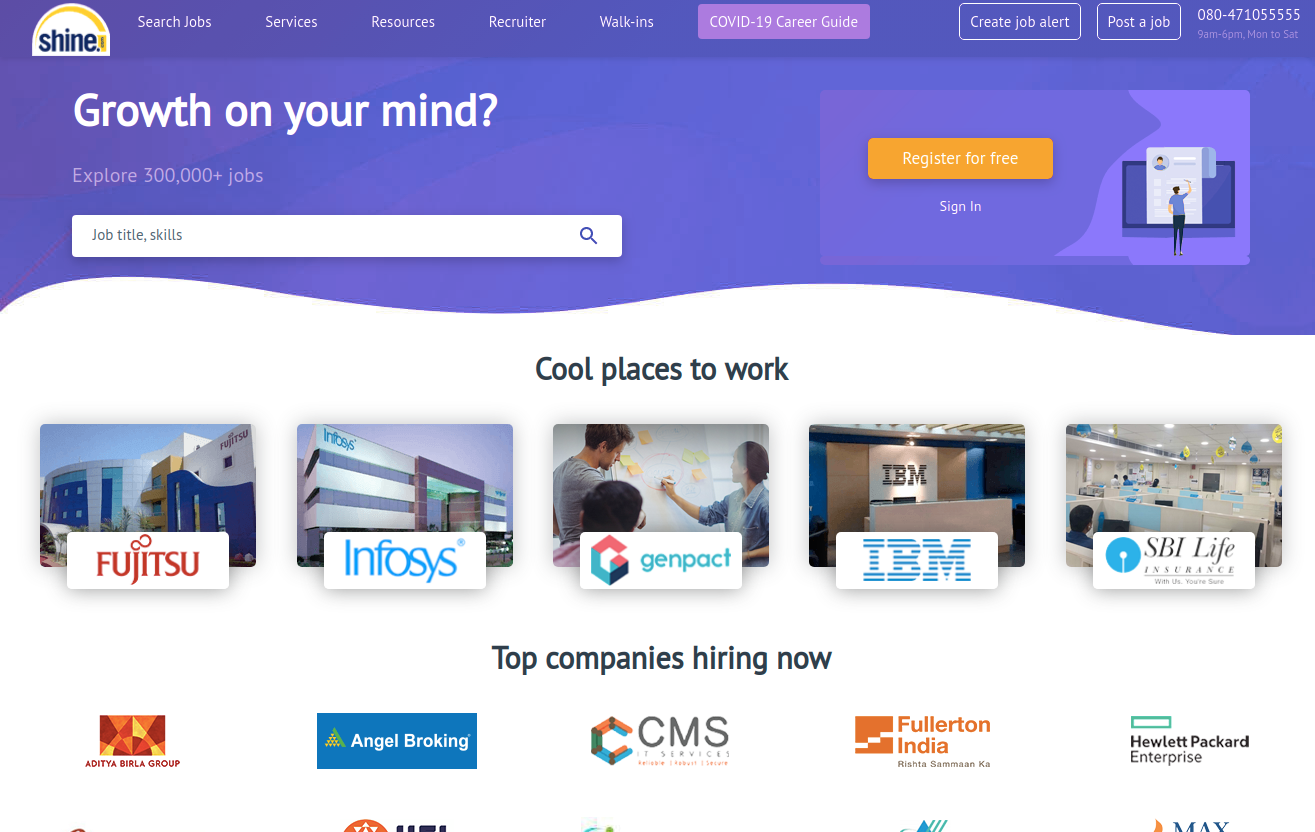 Search Jobs
Services
Resources
Recruiter
Walk-ins
COVID-19 Career Guide
Create job alert
Post a job
080-471055555
9am-6pm, Mon to Sat
shine.
Growth on your mind?
Explore 300,000+ jobs
Job title, skills
Register for free
Sign In
Cool places to work
FUJITSU
Infosys
IBM
FUJITSU
Infosys®
genpact
IBM
SBI Life
INSURANCE
With Us, You're Sure
Top companies hiring now
ADITYA BIRLA GROUP
Angel Broking
CMS
IT SERVICES
Reliable | Robust | Secure
Fullerton
India
Rishta Sammaan Ka
Hewlett Packard
Enterprise
MAX